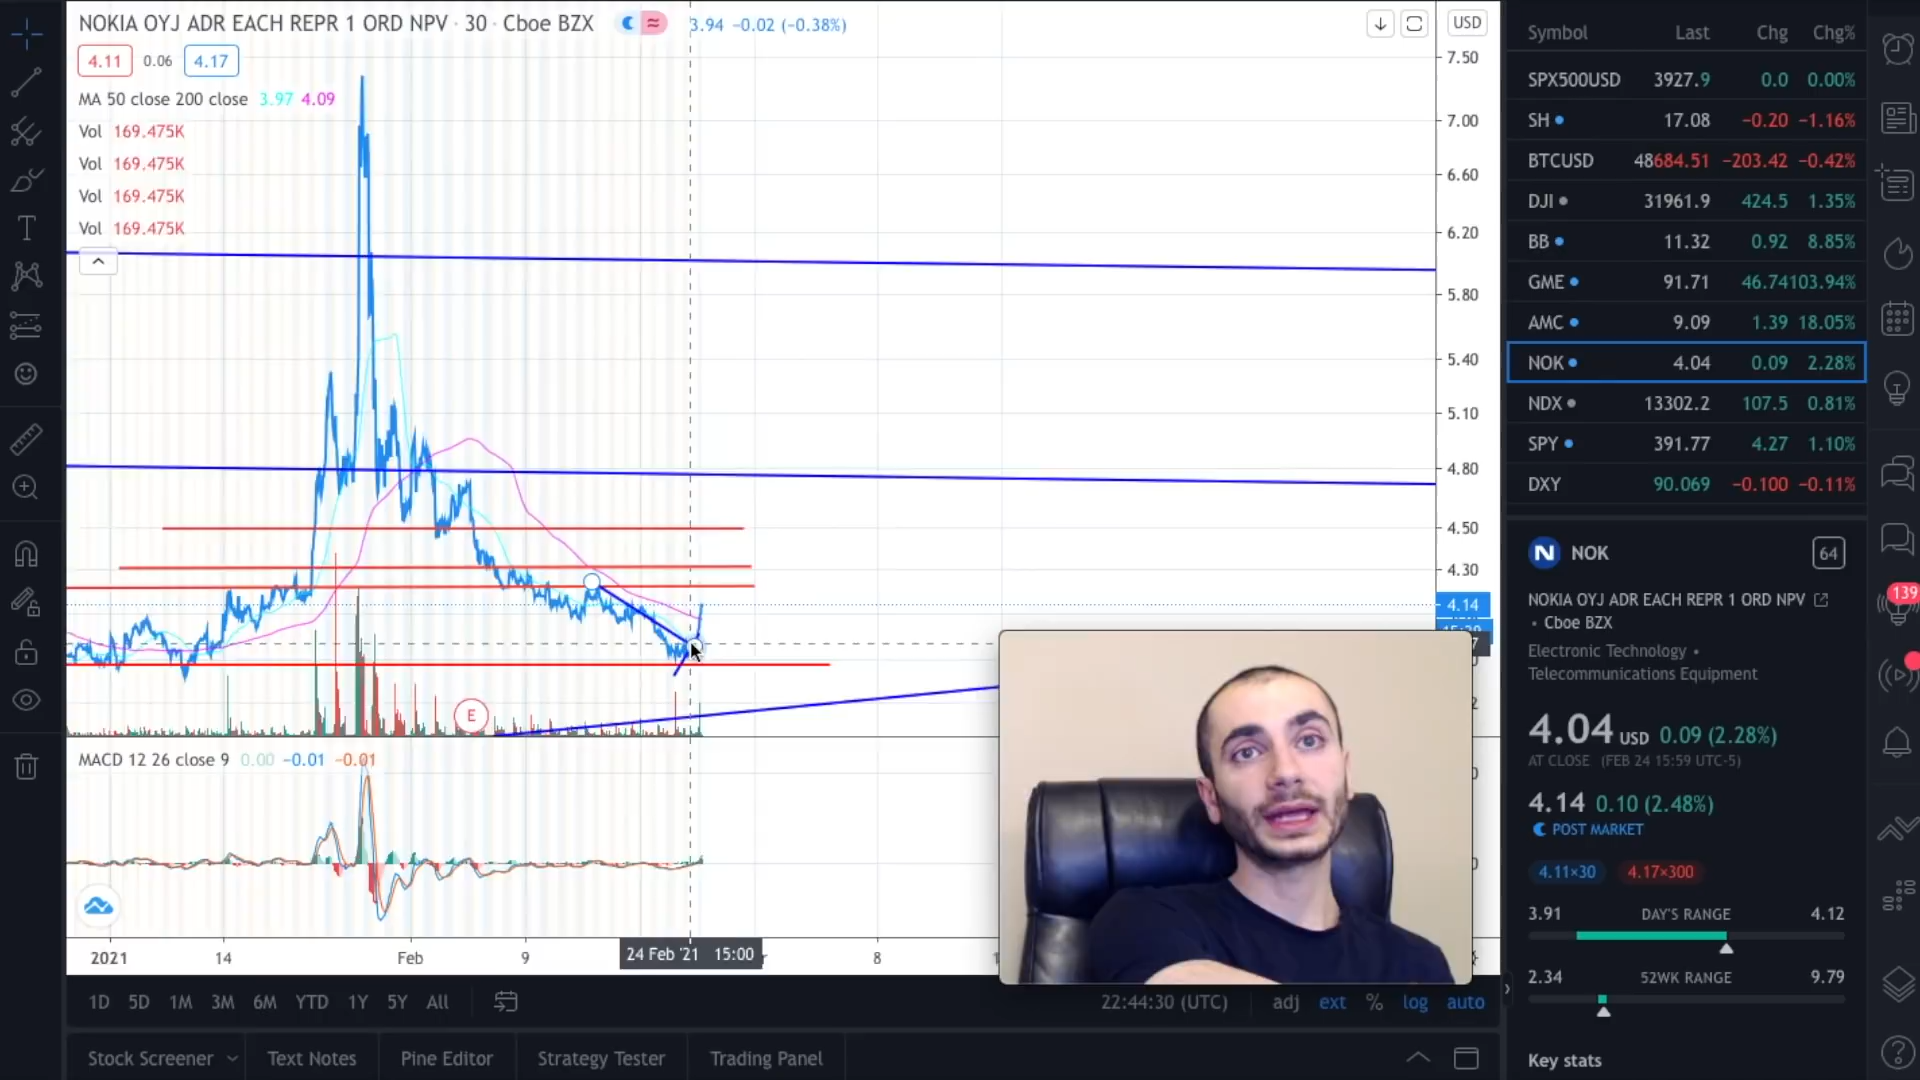 NOKIA OYJ ADR EACH REPR 1 ORD NPV · 30 · Cboe BZX 3.94 −0.02 (−0.38%)
USD
4.11 0.06 4.17
MA 50 close 200 close 3.97 4.09
Vol 169.475K
Vol 169.475K
Vol 169.475K
Vol 169.475K
7.50
7.00
6.60
6.20
5.80
5.40
5.10
4.80
4.50
4.30
4.14
E
MACD 12 26 close 9 0.00 −0.01 −0.01
2021 14 Feb 9 24 Feb '21 15:00 8
1D 5D 1M 3M 6M YTD 1Y 5Y All
22:44:30 (UTC) adj ext % log auto
Stock Screener Text Notes Pine Editor Strategy Tester Trading Panel
Symbol Last Chg Chg%
SPX500USD 3927.9 0.0 0.00%
SH 17.08 −0.20 −1.16%
BTCUSD 48684.51 −203.42 −0.42%
DJI 31961.9 424.5 1.35%
BB 11.32 0.92 8.85%
GME 91.71 46.74 103.94%
AMC 9.09 1.39 18.05%
NOK 4.04 0.09 2.28%
NDX 13302.2 107.5 0.81%
SPY 391.77 4.27 1.10%
DXY 90.069 −0.100 −0.11%
N NOK 64
NOKIA OYJ ADR EACH REPR 1 ORD NPV
• Cboe BZX
Electronic Technology •
Telecommunications Equipment
4.04 USD 0.09 (2.28%)
AT CLOSE (FEB 24 15:59 UTC-5)
4.14 0.10 (2.48%)
POST MARKET
4.11×30 4.17×300
3.91 DAY'S RANGE 4.12
2.34 52WK RANGE 9.79
Key stats
139